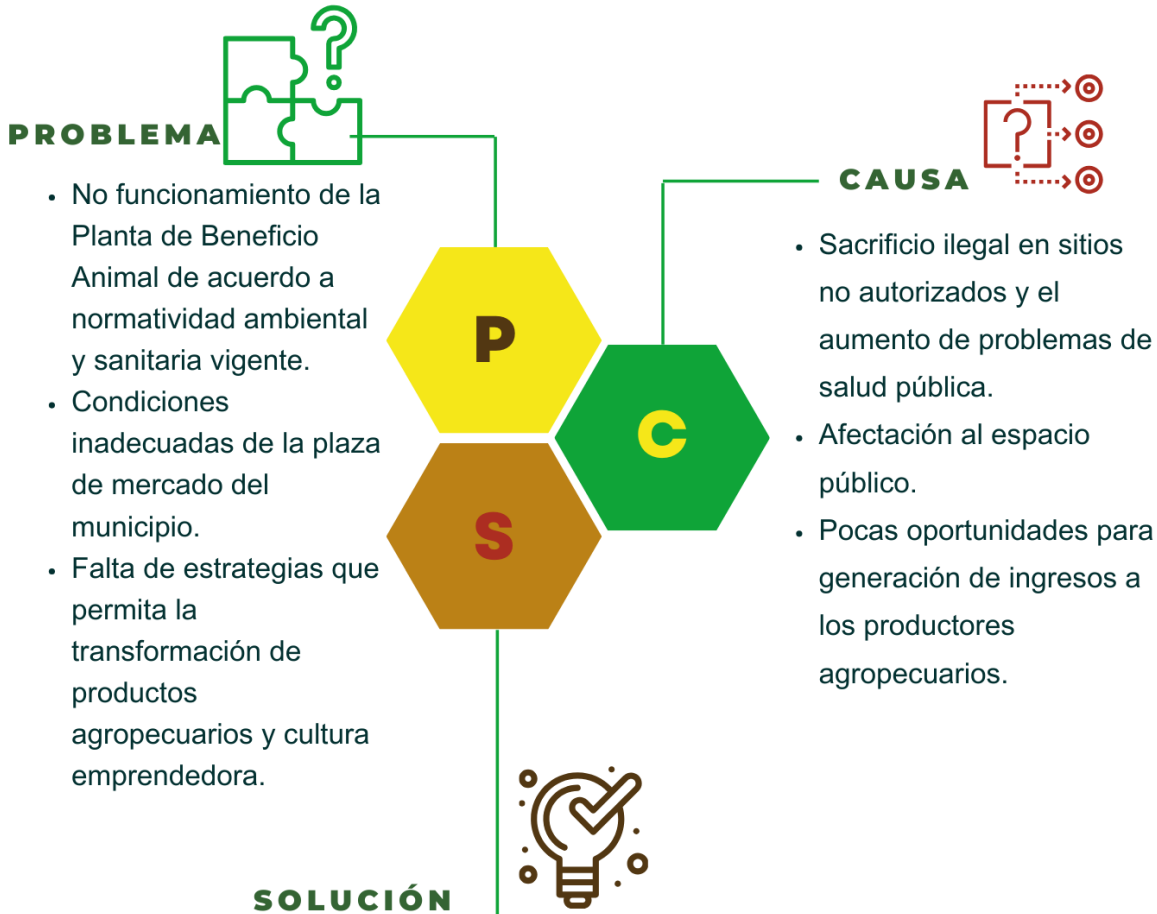 PROBLEMA
• No funcionamiento de la
Planta de Beneficio
Animal de acuerdo a
normatividad ambiental
y sanitaria vigente.
• Condiciones
inadecuadas de la plaza
de mercado del
municipio.
• Falta de estrategias que
permita la
transformación de
productos
agropecuarios y cultura
emprendedora.
P
C
S
CAUSA
• Sacrificio ilegal en sitios
no autorizados y el
aumento de problemas de
salud pública.
• Afectación al espacio
público.
• Pocas oportunidades para
generación de ingresos a
los productores
agropecuarios.
SOLUCIÓN